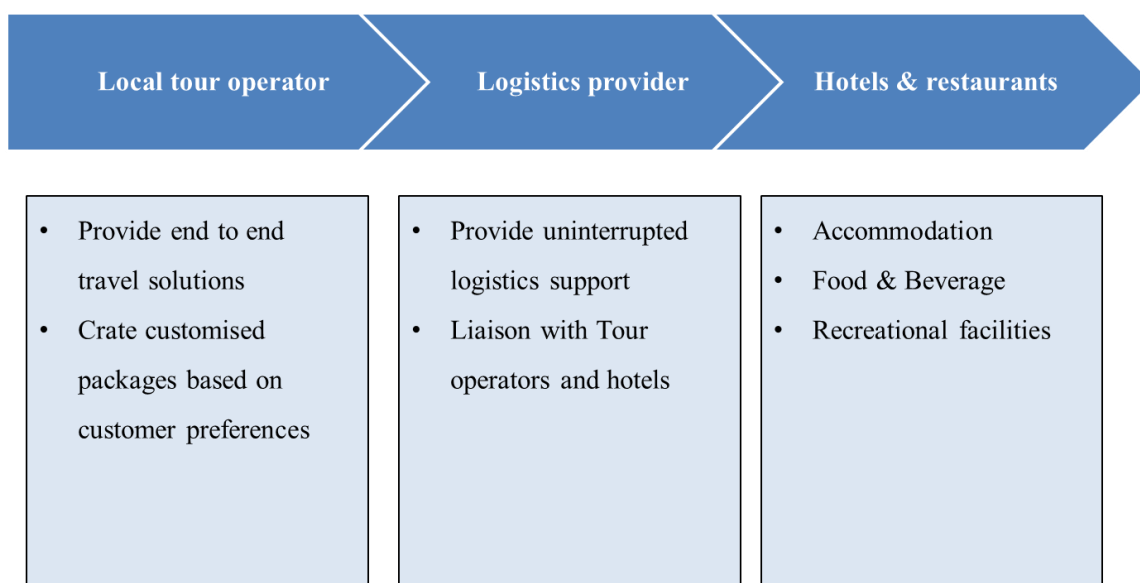 Local tour operator
Logistics provider
Hotels & restaurants
• Provide end to end
travel solutions
• Crate customised
packages based on
customer preferences
• Provide uninterrupted
logistics support
• Liaison with Tour
operators and hotels
• Accommodation
• Food & Beverage
• Recreational facilities